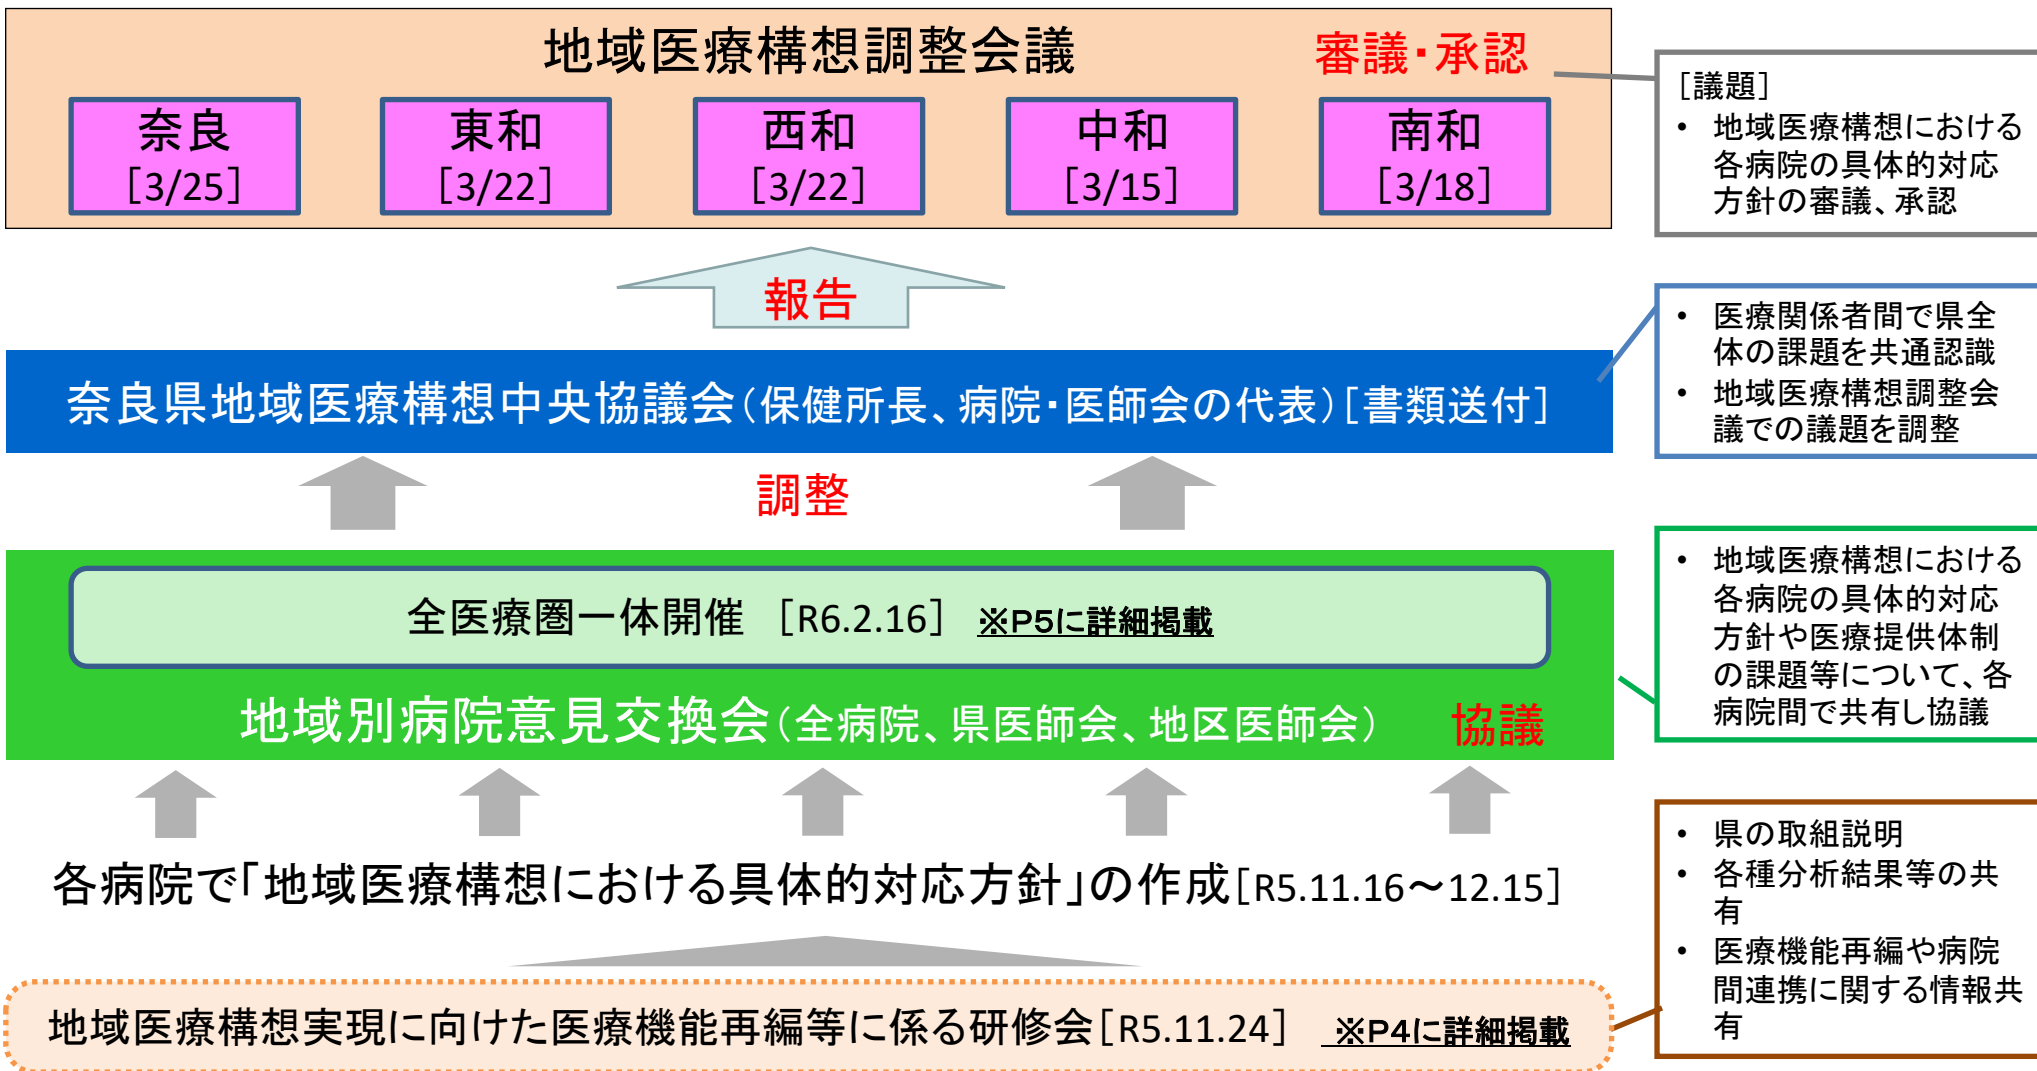 地域医療構想調整会議
審議・承認
奈良
[3/25]
東和
[3/22]
西和
[3/22]
中和
[3/15]
南和
[3/18]
[議題]
• 地域医療構想における
各病院の具体的対応
方針の審議、承認
報告
• 医療関係者間で県全
体の課題を共通認識
• 地域医療構想調整会
議での議題を調整
奈良県地域医療構想中央協議会(保健所長、病院・医師会の代表)[書類送付]
調整
全医療圏一体開催 [R6.2.16] ※P5に詳細掲載
地域別病院意見交換会(全病院、県医師会、地区医師会) 協議
• 地域医療構想における
各病院の具体的対応
方針や医療提供体制
の課題等について、各
病院間で共有し協議
各病院で「地域医療構想における具体的対応方針」の作成[R5.11.16～12.15]
地域医療構想実現に向けた医療機能再編等に係る研修会[R5.11.24] ※P4に詳細掲載
• 県の取組説明
• 各種分析結果等の共
有
• 医療機能再編や病院
間連携に関する情報共
有